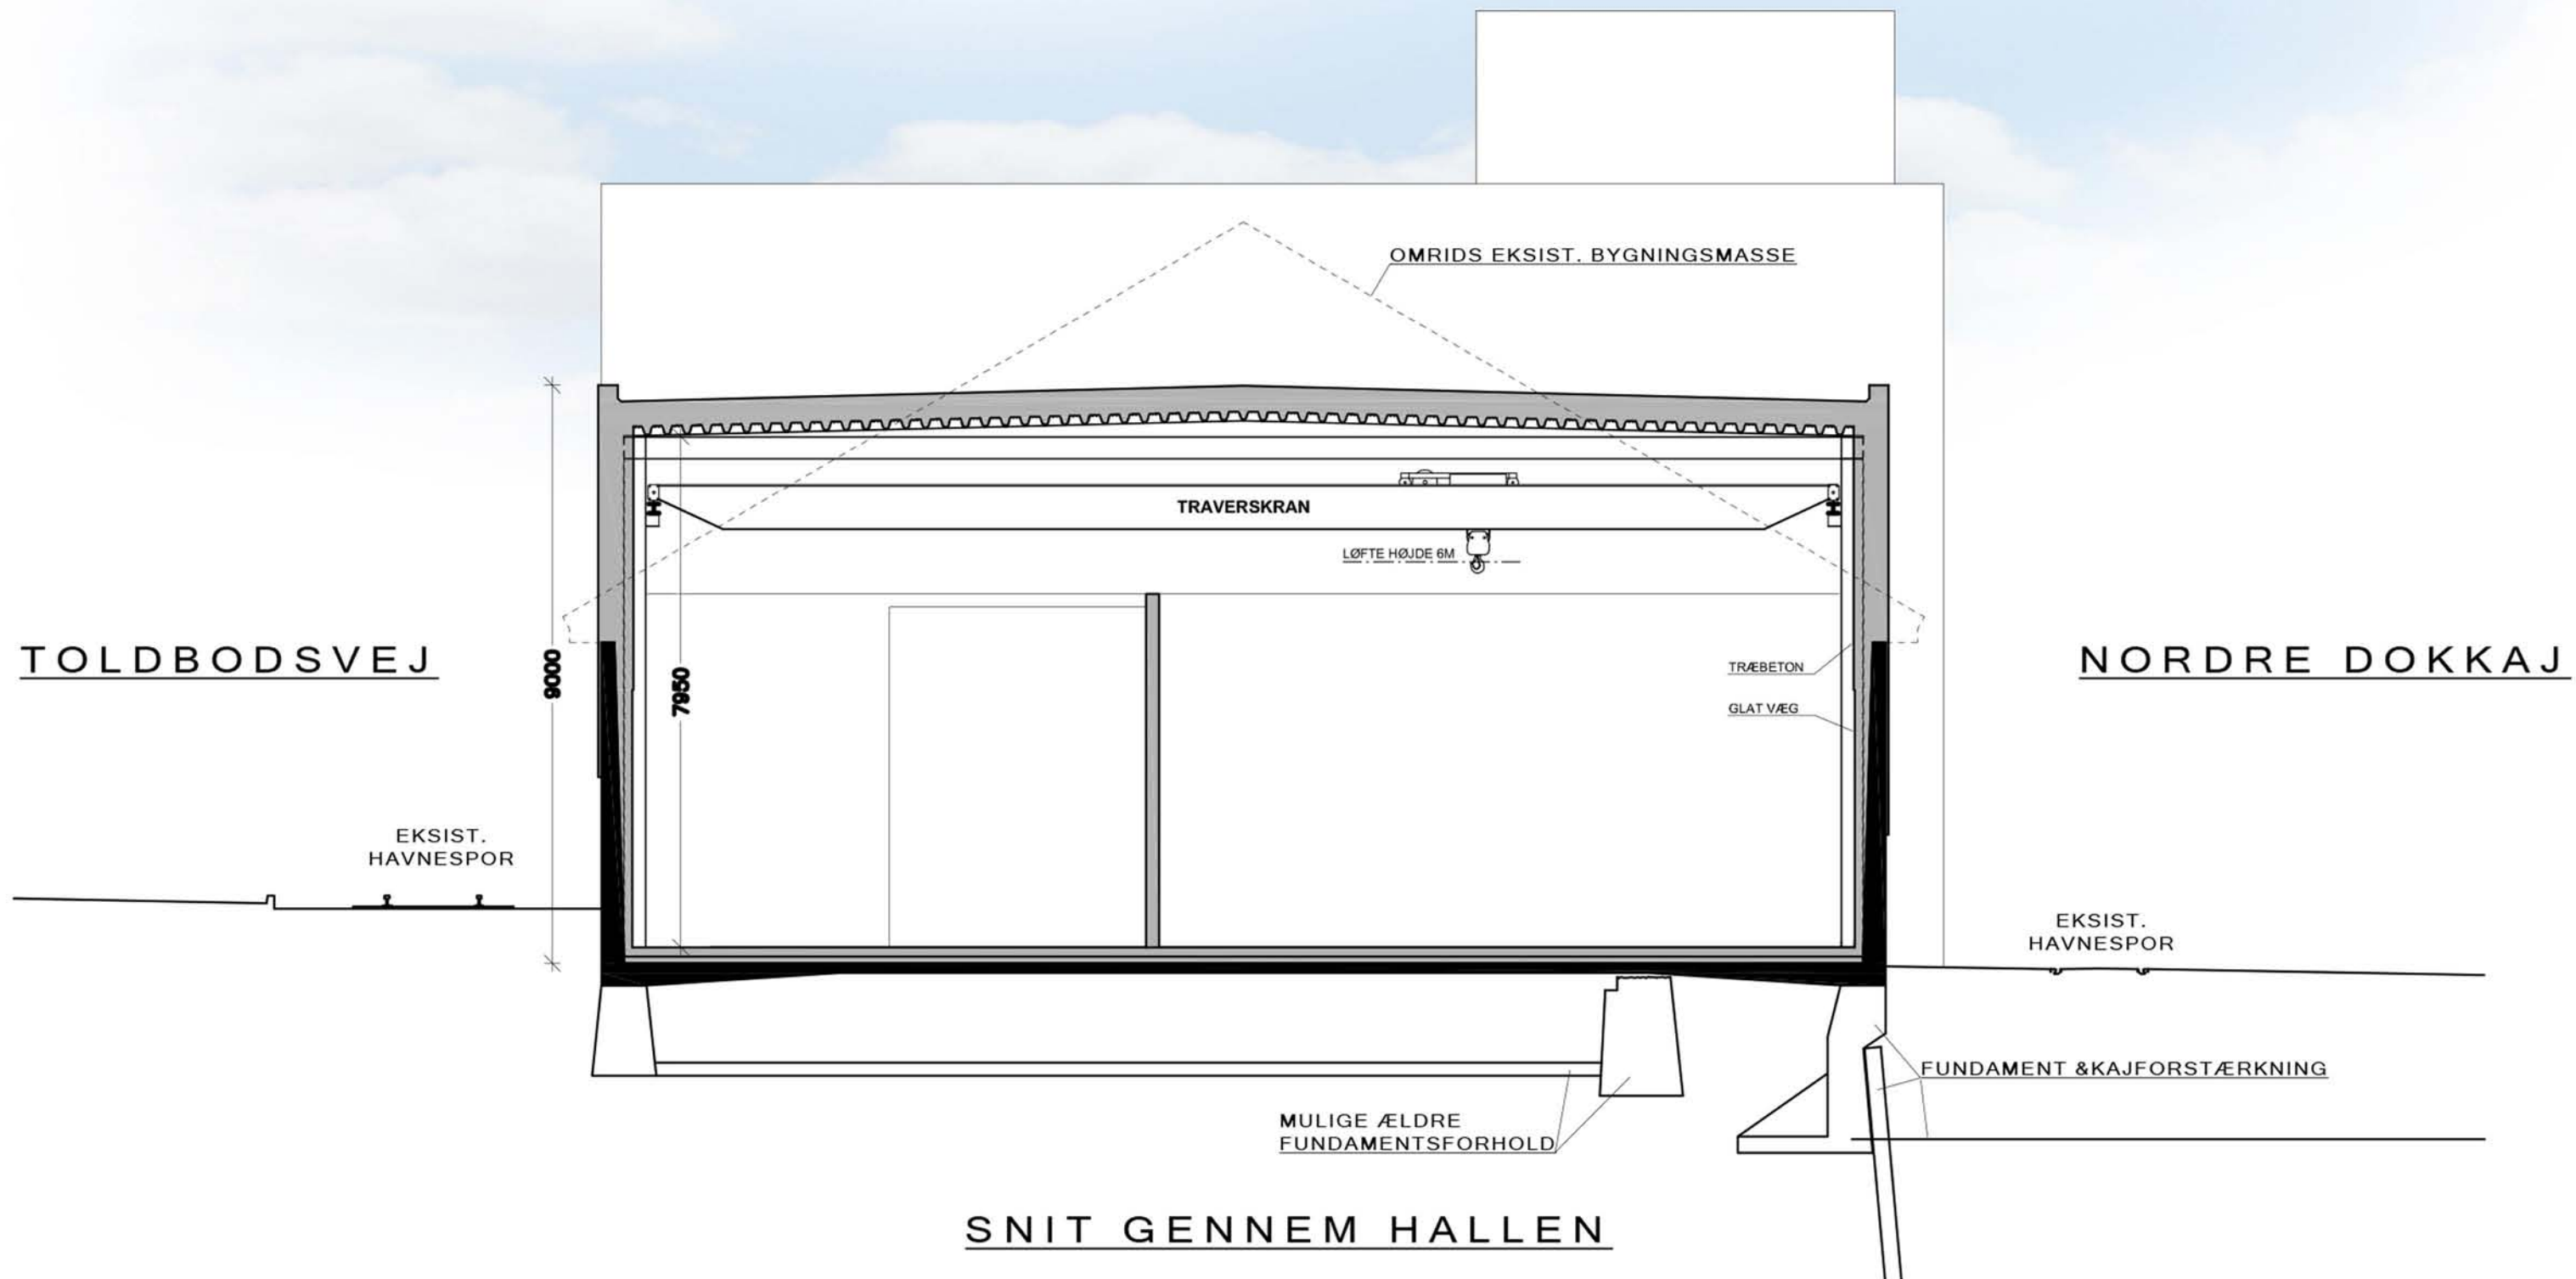 OMRIDS EKSIST. BYGNINGSMASSE
TRAVERSKRAN
LØFTE HØJDE 6M
TOLDBODSVEJ
9000
7950
TRÆBETON
GLAT VÆG
NORDRE DOKKAJ
EKSIST.
HAVNESPOR
EKSIST.
HAVNESPOR
FUNDAMENT &KAJFORSTÆRKNING
MULIGE ÆLDRE
FUNDAMENTSFORHOLD
SNIT GENNEM HALLEN